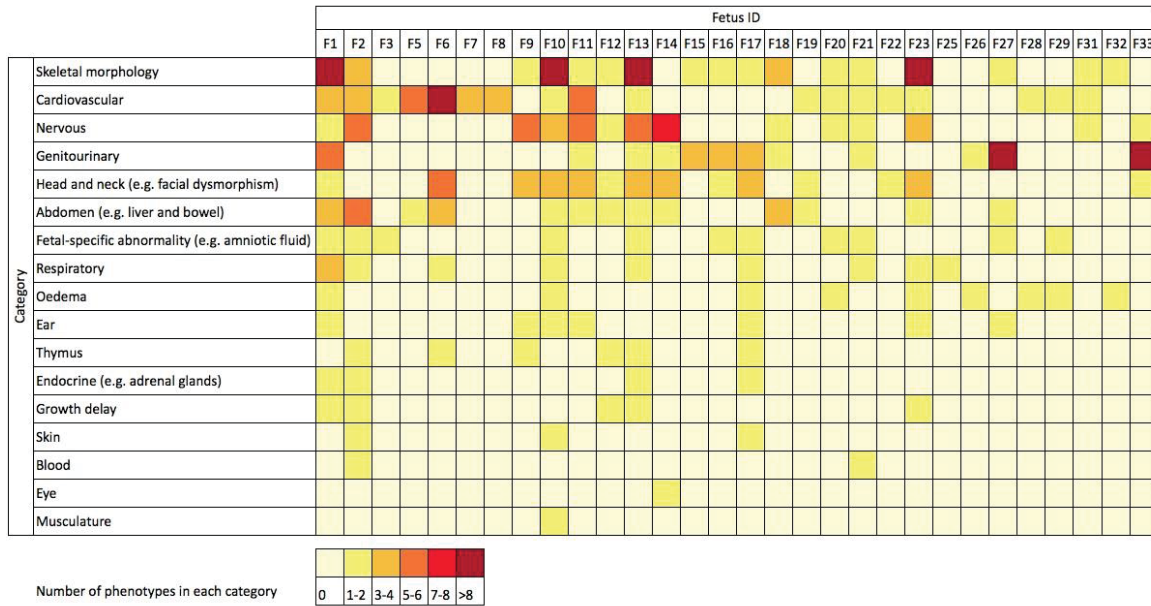 Fetus ID
F1 F2 F3 F5 F6 F7 F8 F9 F10 F11 F12 F13 F14 F15 F16 F17 F18 F19 F20 F21 F22 F23 F25 F26 F27 F28 F29 F31 F32 F33
Category
Skeletal morphology
Cardiovascular
Nervous
Genitourinary
Head and neck (e.g. facial dysmorphism)
Abdomen (e.g. liver and bowel)
Fetal-specific abnormality (e.g. amniotic fluid)
Respiratory
Oedema
Ear
Thymus
Endocrine (e.g. adrenal glands)
Growth delay
Skin
Blood
Eye
Musculature
Number of phenotypes in each category
0 1-2 3-4 5-6 7-8 >8